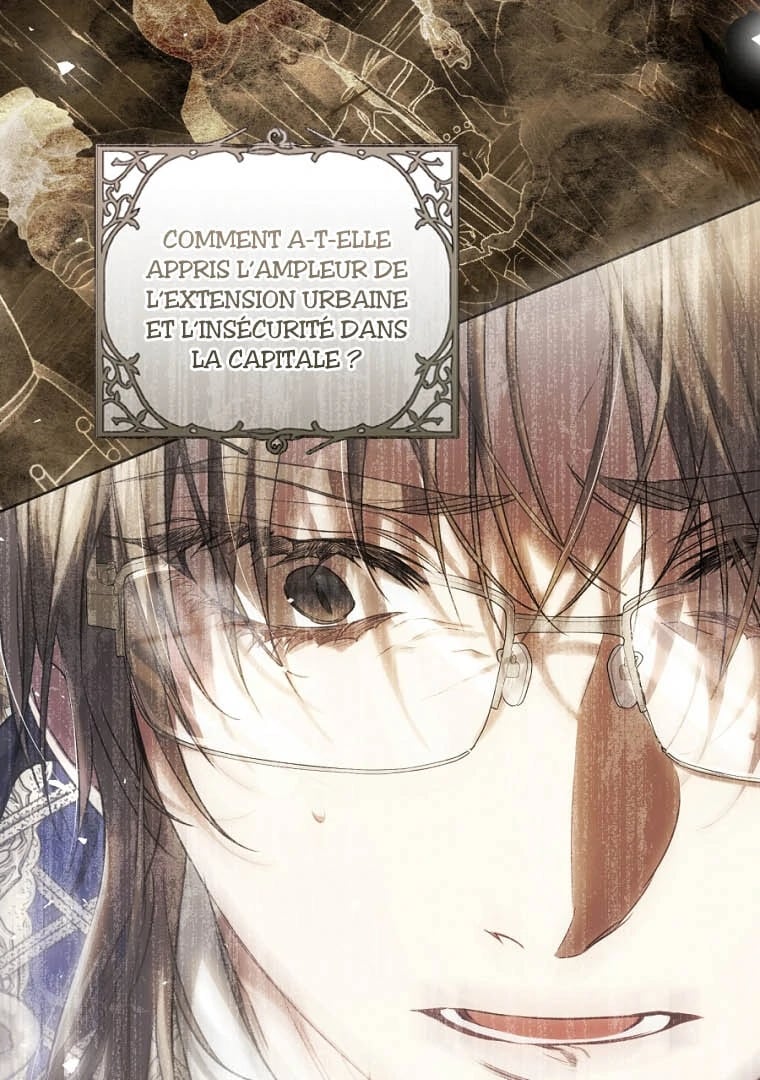 COMMENT A-T-ELLE
APPRIS L'AMPLEUR DE
L'EXTENSION URBAINE
ET L'INSÉCURITÉ DANS
LA CAPITALE ?